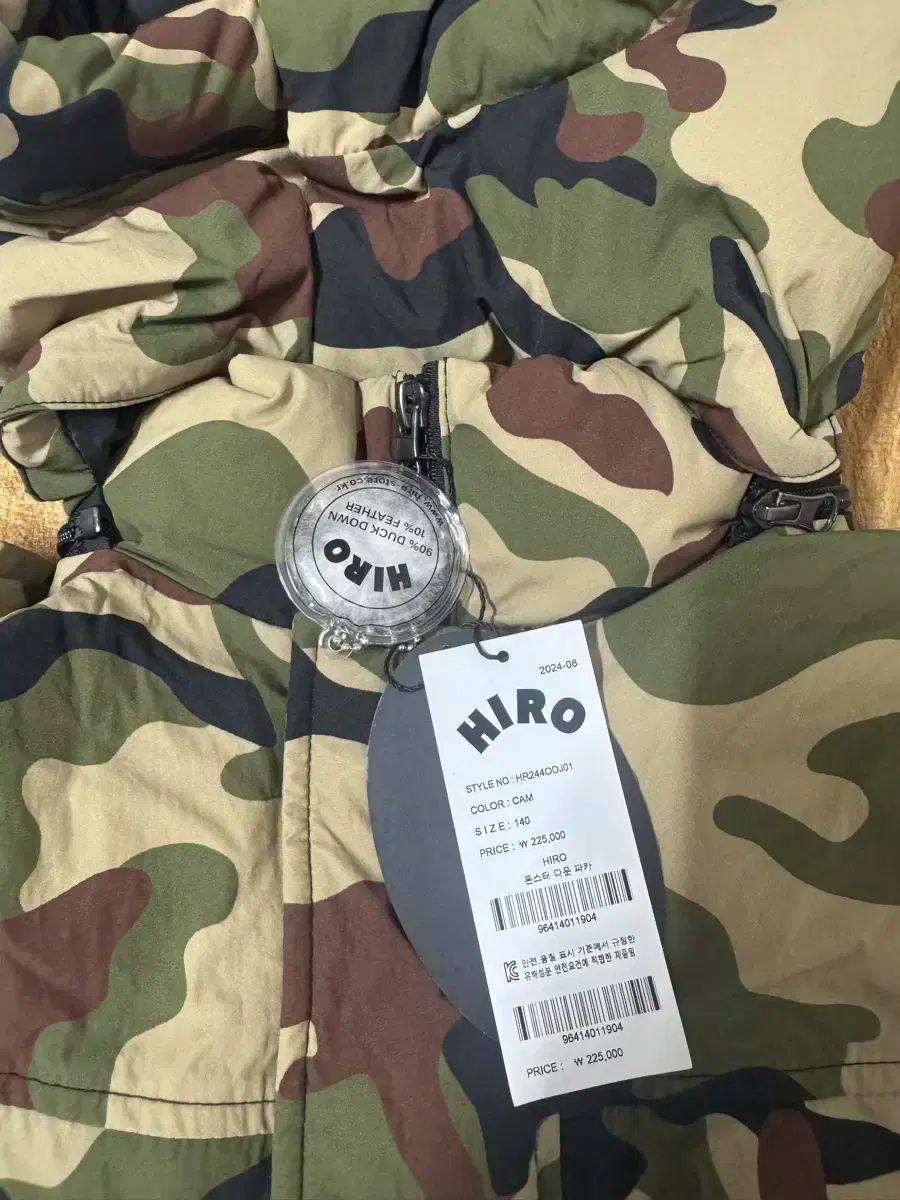 www.hiro-store.co.kr
90% DUCK DOWN
10% FEATHER
HIRO
2024-08
HIRO
STYLE NO : HR244ODJ01
COLOR : CAM
SIZE : 140
PRICE : ₩ 225,000
HIRO
몬스터 다운 파카
96414011904
안전.품질 표시 기준에서 규정한
유해성분 안전요건에 적합한 제품임
96414011904
PRICE : ₩ 225,000